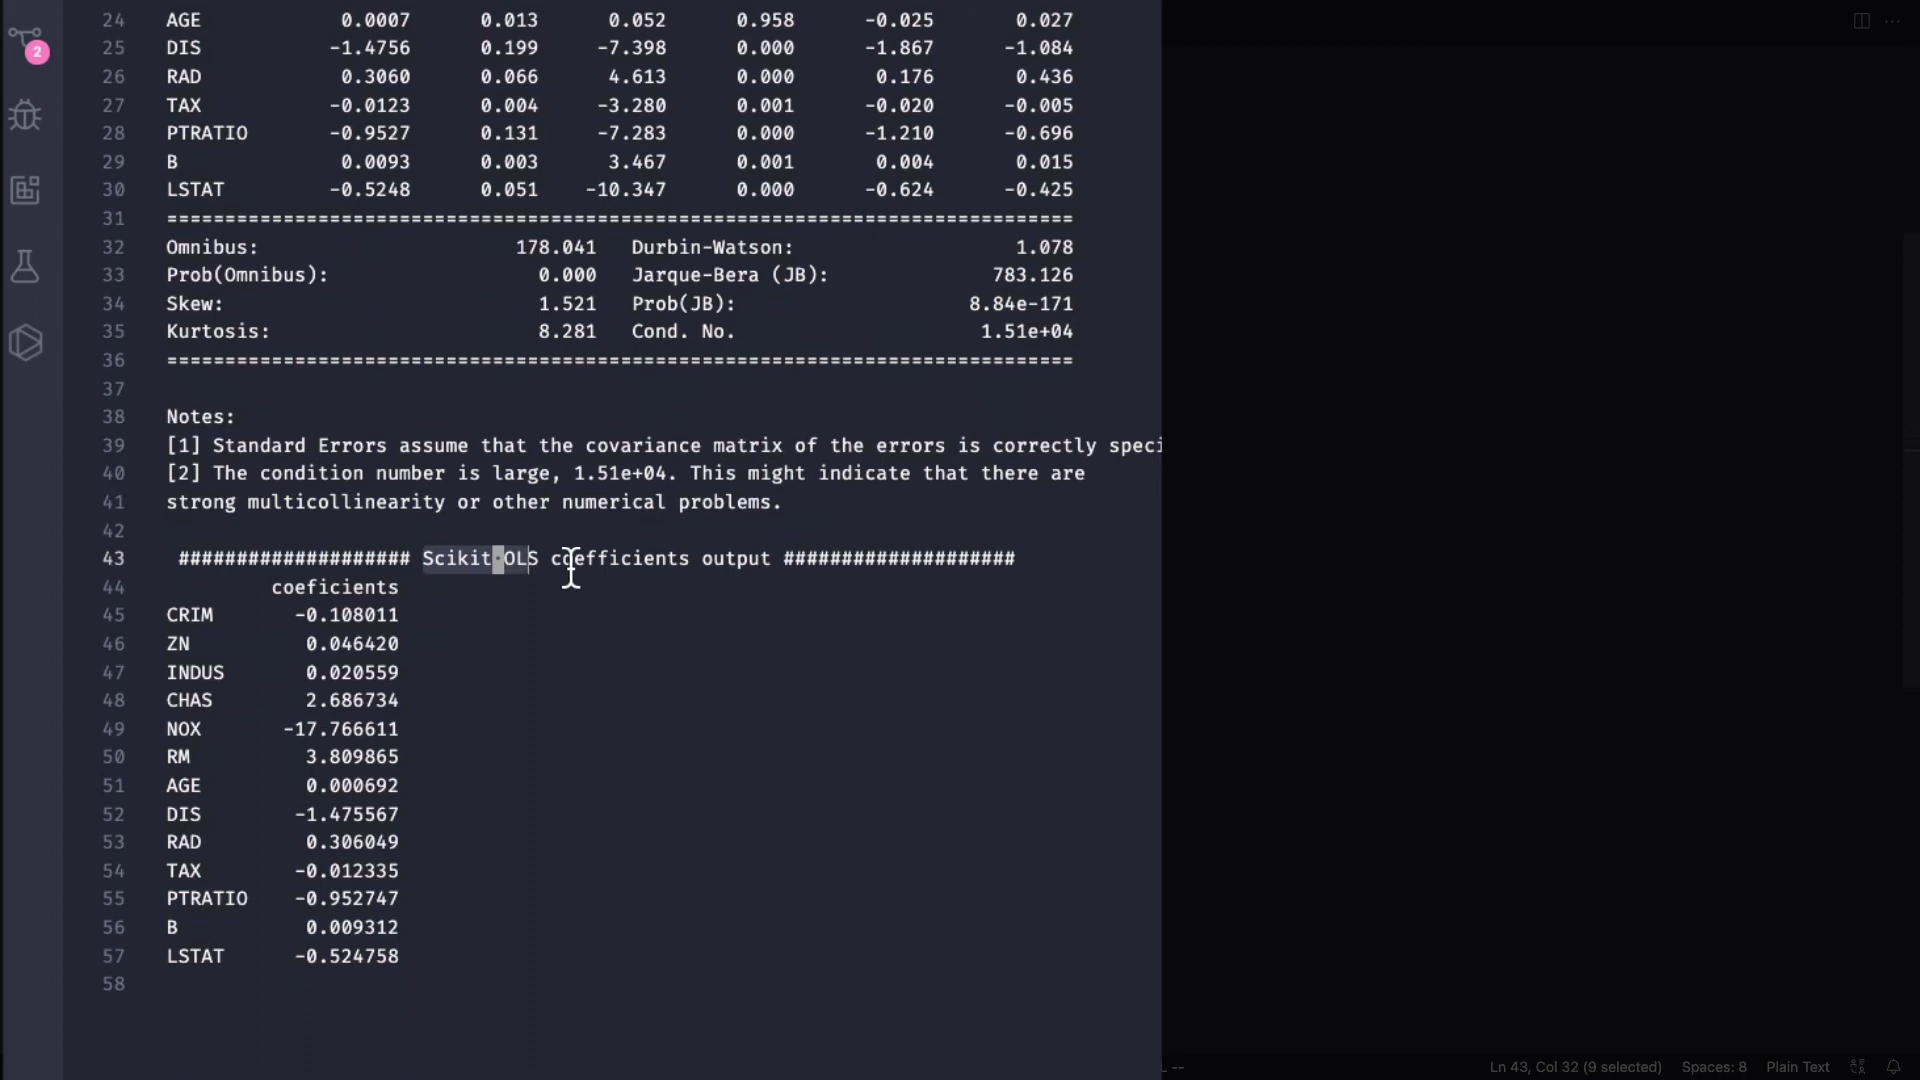 2
24 AGE 0.0007 0.013 0.052 0.958 -0.025 0.027
25 DIS -1.4756 0.199 -7.398 0.000 -1.867 -1.084
26 RAD 0.3060 0.066 4.613 0.000 0.176 0.436
27 TAX -0.0123 0.004 -3.280 0.001 -0.020 -0.005
28 PTRATIO -0.9527 0.131 -7.283 0.000 -1.210 -0.696
29 B 0.0093 0.003 3.467 0.001 0.004 0.015
30 LSTAT -0.5248 0.051 -10.347 0.000 -0.624 -0.425
31 ==============================================================================
32 Omnibus: 178.041 Durbin-Watson: 1.078
33 Prob(Omnibus): 0.000 Jarque-Bera (JB): 783.126
34 Skew: 1.521 Prob(JB): 8.84e-171
35 Kurtosis: 8.281 Cond. No. 1.51e+04
36 ==============================================================================
37
38 Notes:
39 [1] Standard Errors assume that the covariance matrix of the errors is correctly speci
40 [2] The condition number is large, 1.51e+04. This might indicate that there are
41 strong multicollinearity or other numerical problems.
42
43 #################### Scikit·OLS coefficients output ####################
44 coeficients
45 CRIM -0.108011
46 ZN 0.046420
47 INDUS 0.020559
48 CHAS 2.686734
49 NOX -17.766611
50 RM 3.809865
51 AGE 0.000692
52 DIS -1.475567
53 RAD 0.306049
54 TAX -0.012335
55 PTRATIO -0.952747
56 B 0.009312
57 LSTAT -0.524758
58
-- Ln 43, Col 32 (9 selected) Spaces: 8 Plain Text